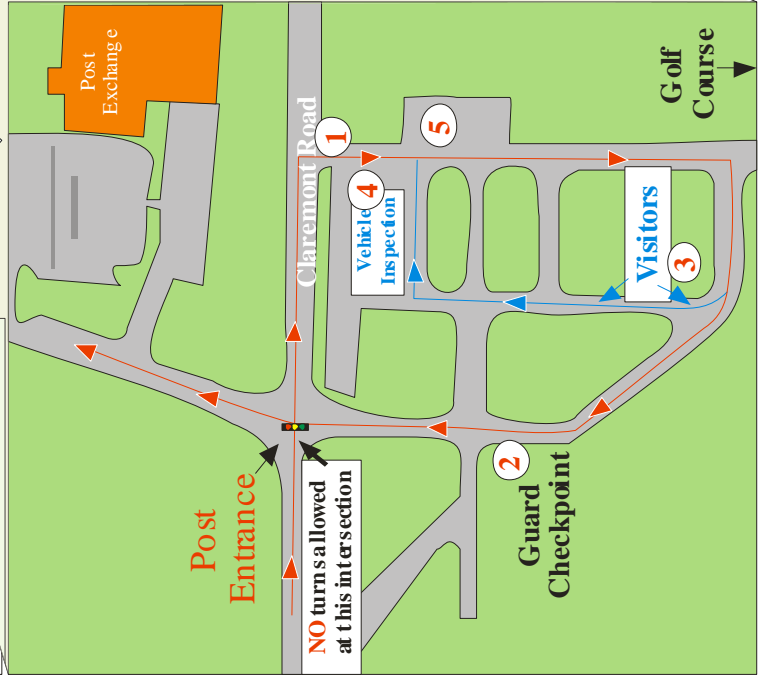 Post
Exchange
Golf
Course
Claremont Road
1
5
4
Vehicle
Inspection
Visitors
3
2
Guard
Checkpoint
Post
Entrance
NO turns allowed
at this intersection